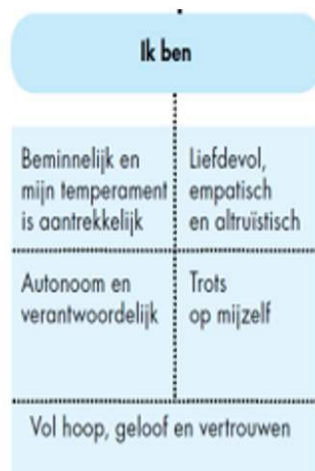 Ik ben
Beminnelijk en
mijn temperament
is aantrekkelijk
Liefdevol,
empatisch
en altruïstisch
Autonoom en
verantwoordelijk
Trots
op mijzelf
Vol hoop, geloof en vertrouwen